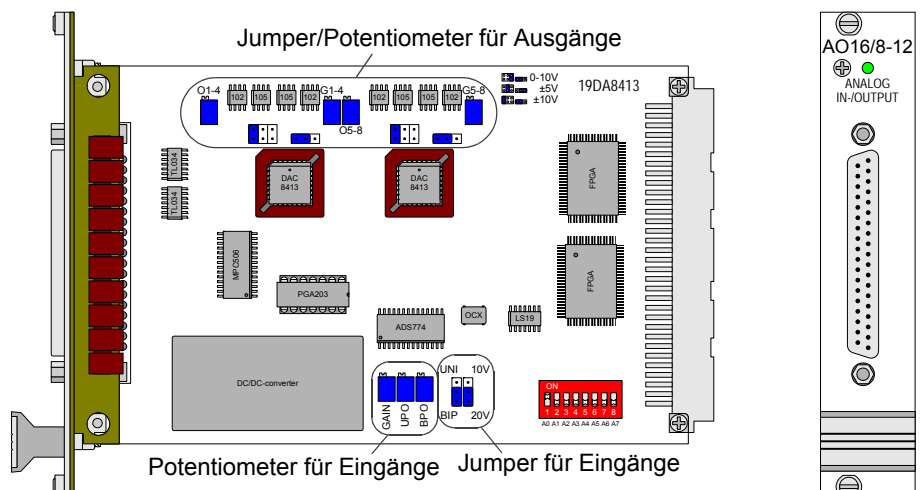 Jumper/Potentiometer für Ausgänge
O1-4
102
105
105
102
G1-4
O5-8
102
105
105
102
G5-8
0-10V
±5V
±10V
19DA8413
TL034
TL034
DAC
8413
DAC
8413
FPGA
FPGA
MPC506
PGA203
ADS774
OCX
LS19
DC/DC-converter
GAIN
UPO
BPO
UNI
10V
BIP
20V
ON
1 2 3 4 5 6 7 8
A0 A1 A2 A3 A4 A5 A6 A7
Potentiometer für Eingänge
Jumper für Eingänge
AO16/8-12
ANALOG
IN-/OUTPUT